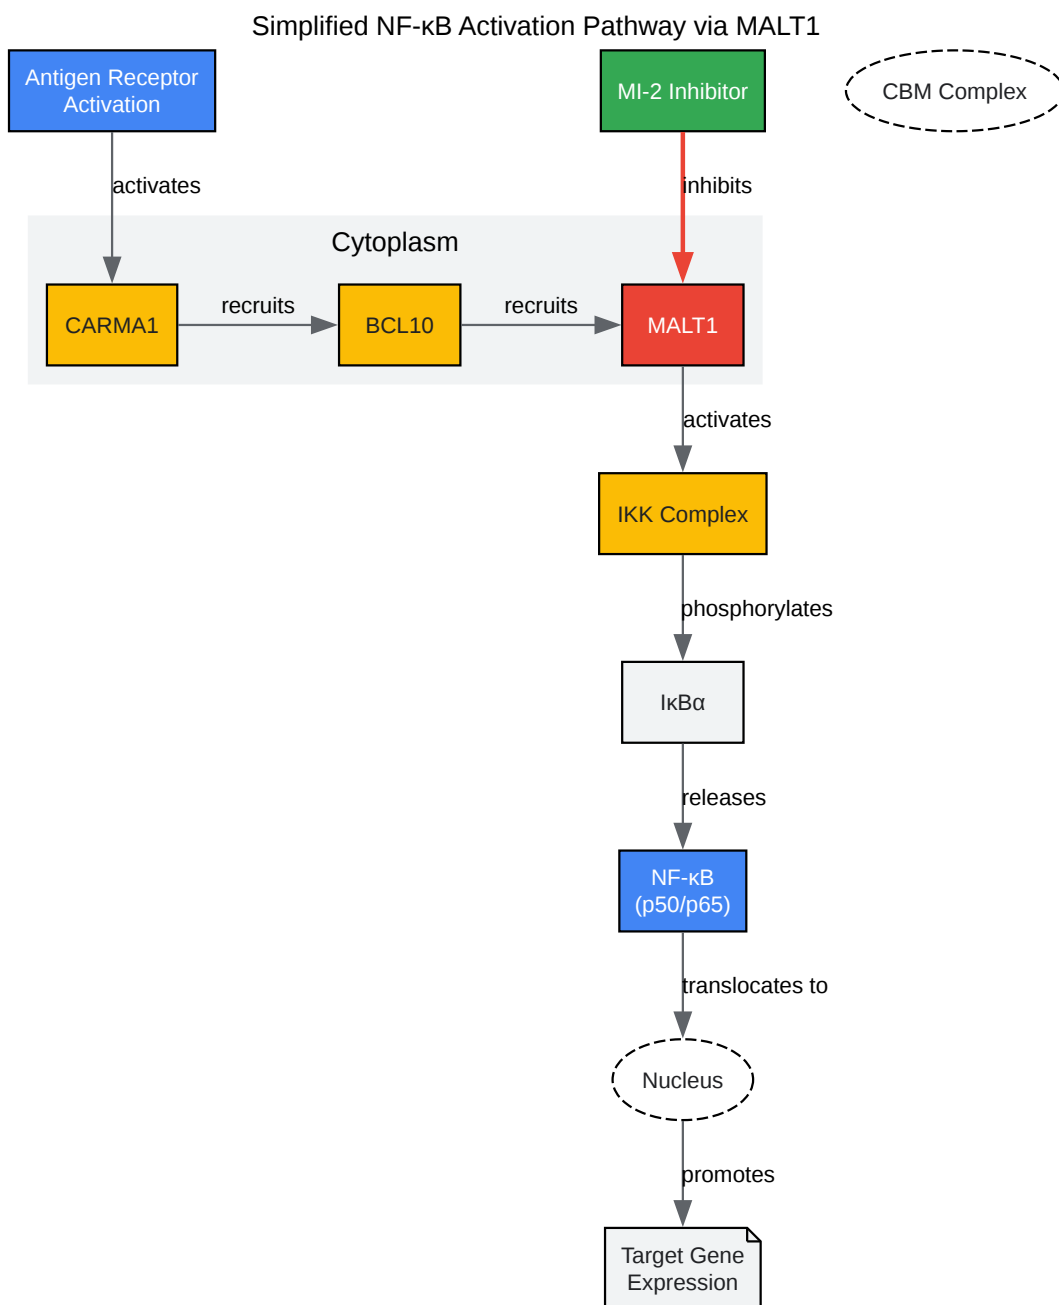 Simplified NF-κB Activation Pathway via MALT1
Antigen Receptor
Activation
MI-2 Inhibitor
CBM Complex
activates
inhibits
Cytoplasm
CARMA1
recruits
BCL10
recruits
MALT1
activates
IKK Complex
phosphorylates
IκBα
releases
NF-κB
(p50/p65)
translocates to
Nucleus
promotes
Target Gene
Expression